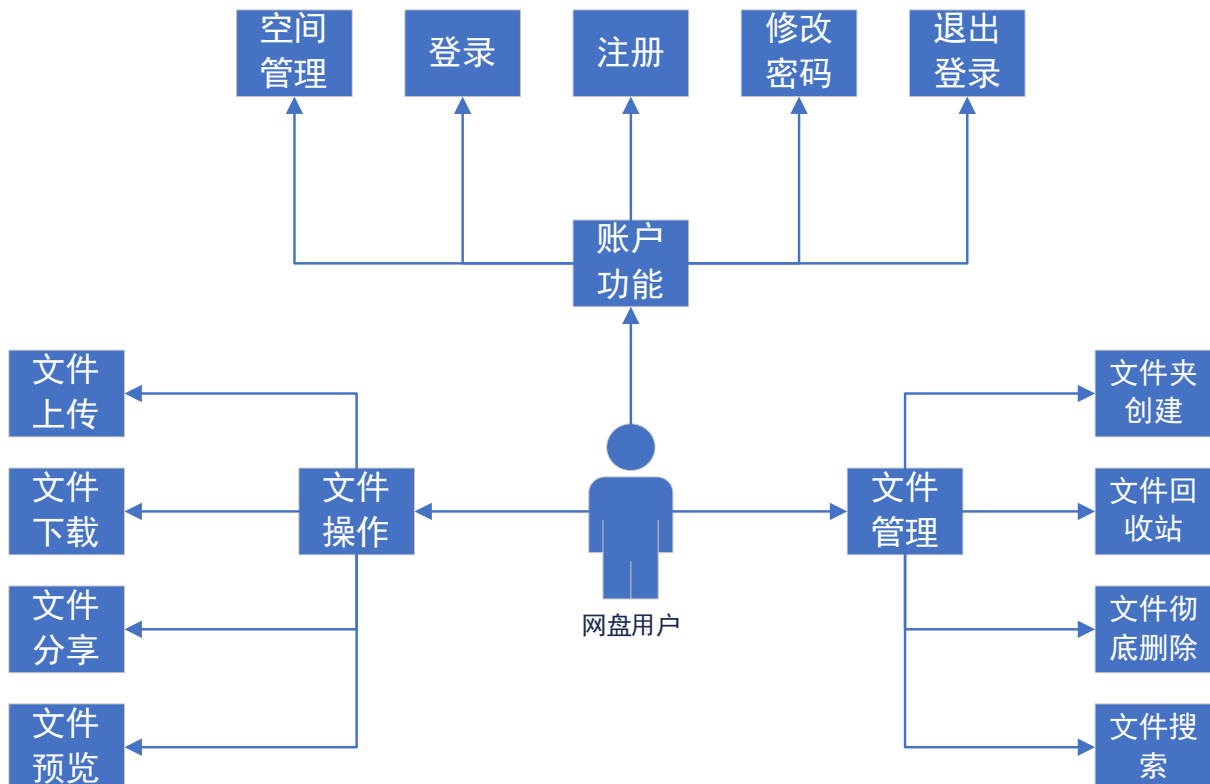 空间
管理
登录
注册
修改
密码
退出
登录
账户
功能
文件
上传
文件
下载
文件
分享
文件
预览
文件
操作
网盘用户
文件
管理
文件夹
创建
文件回
收站
文件彻
底删除
文件搜
索